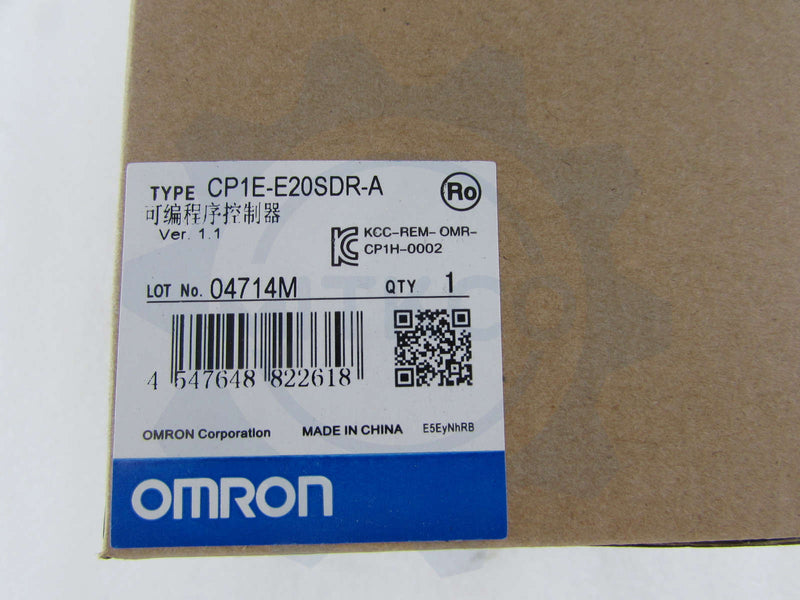 TYPE CP1E-E20SDR-A
Ro
可编程序控制器
Ver. 1.1
KCC-REM-OMR-
CP1H-0002
LOT No. 04714M QTY 1
4 547648 822618
OMRON Corporation MADE IN CHINA E5EyNhRB
OMRON